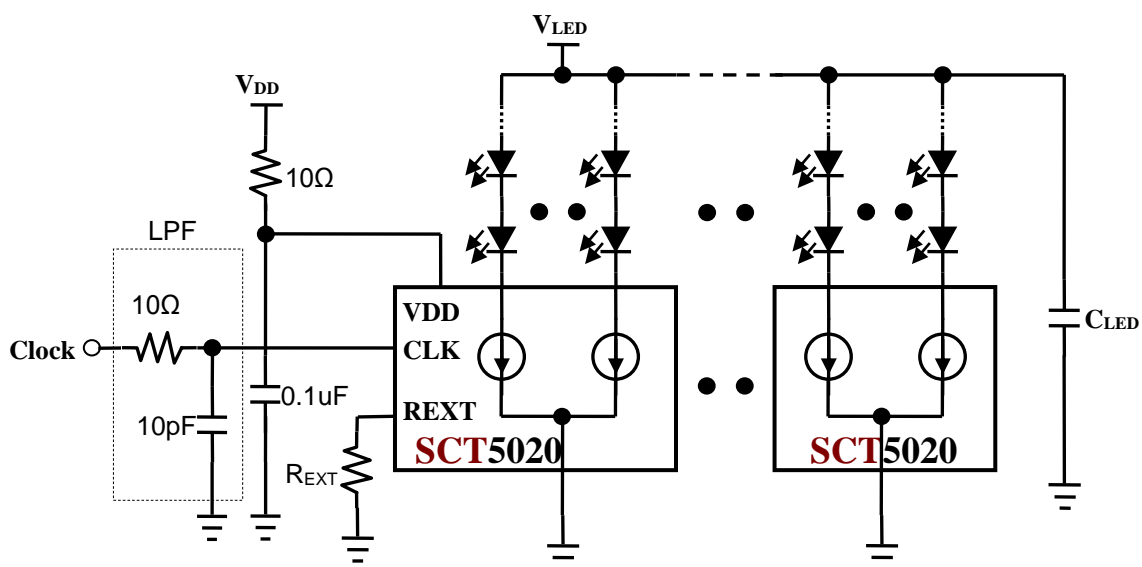 VLED
VDD
10Ω
LPF
10Ω
VDD
Clock
CLK
CLED
0.1uF
10pF
REXT
SCT5020
SCT5020
REXT